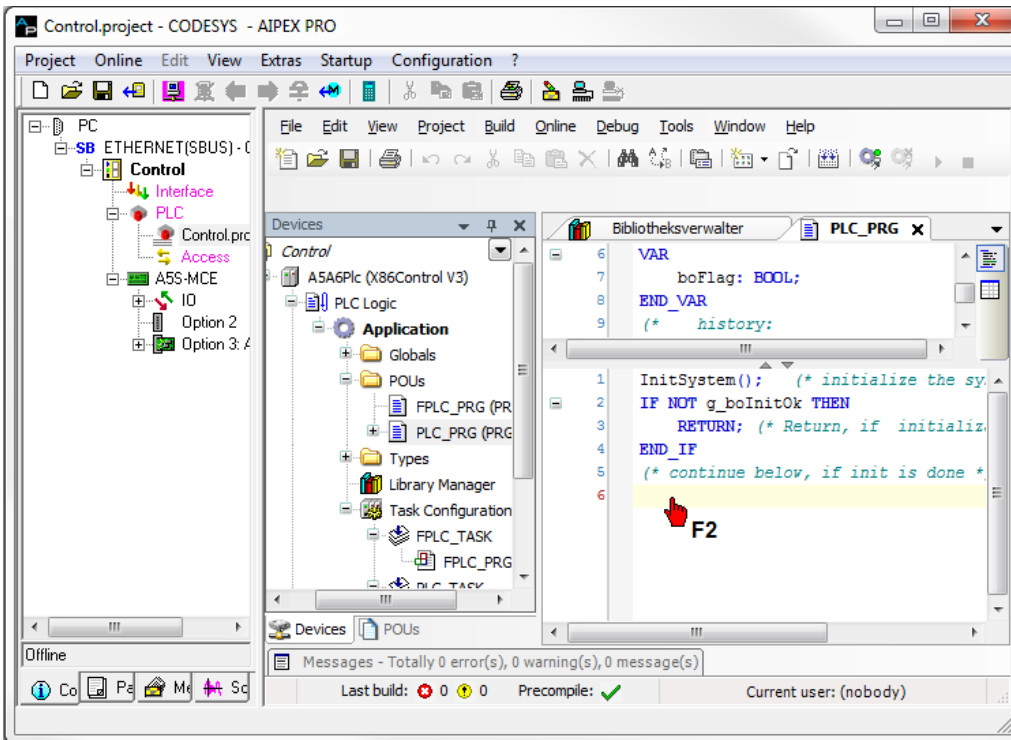 Control.project - CODESYS - AIPEX PRO
Project Online Edit View Extras Startup Configuration ?
PC
SB ETHERNET(SBUS) - 
Control
Interface
PLC
Control.prc
Access
A5S-MCE
IO
Option 2
Option 3: 
Offline
Co Pa Me Sc
File Edit View Project Build Online Debug Tools Window Help
Devices
Control
A5A6Plc (X86Control V3)
PLC Logic
Application
Globals
POUs
FPLC_PRG (PR
PLC_PRG (PRG
Types
Library Manager
Task Configuration
FPLC_TASK
FPLC_PRG
PLC_TASK
Devices POUs
Bibliotheksverwalter PLC_PRG
6 VAR
7 boFlag: BOOL;
8 END_VAR
9 (* history:
1 InitSystem(); (* initialize the sy
2 IF NOT g_boInitOk THEN
3 RETURN; (* Return, if initializ
4 END_IF
5 (* continue below, if init is done *
6
F2
Messages - Totally 0 error(s), 0 warning(s), 0 message(s)
Last build: 0 0 Precompile: Current user: (nobody)